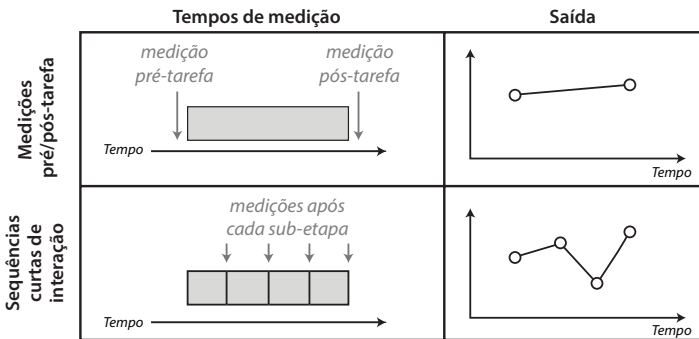 Tempos de medição
Saída
Medições
pré/pós-tarefa
medição
pré-tarefa
medição
pós-tarefa
Tempo
Tempo
Sequências
curtas de
interação
medições após
cada sub-etapa
Tempo
Tempo